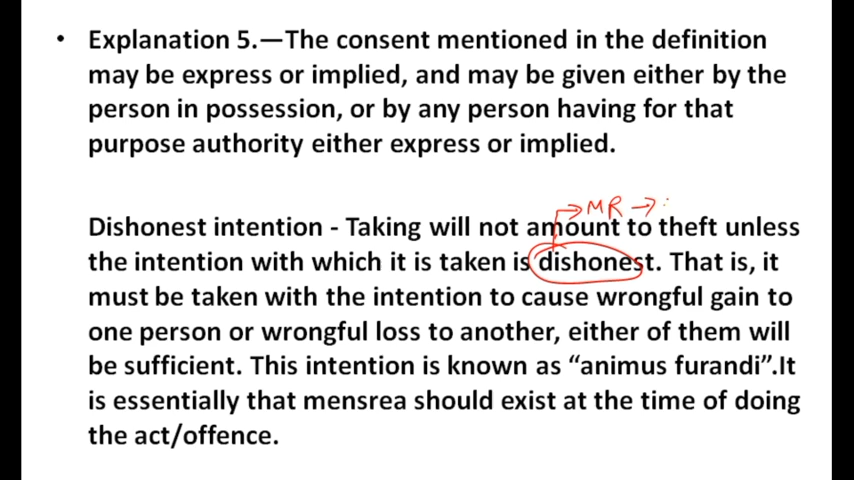 • Explanation 5.—The consent mentioned in the definition
may be express or implied, and may be given either by the
person in possession, or by any person having for that
purpose authority either express or implied.
MR →
Dishonest intention - Taking will not amount to theft unless
the intention with which it is taken is dishonest. That is, it
must be taken with the intention to cause wrongful gain to
one person or wrongful loss to another, either of them will
be sufficient. This intention is known as “animus furandi”.It
is essentially that mensrea should exist at the time of doing
the act/offence.